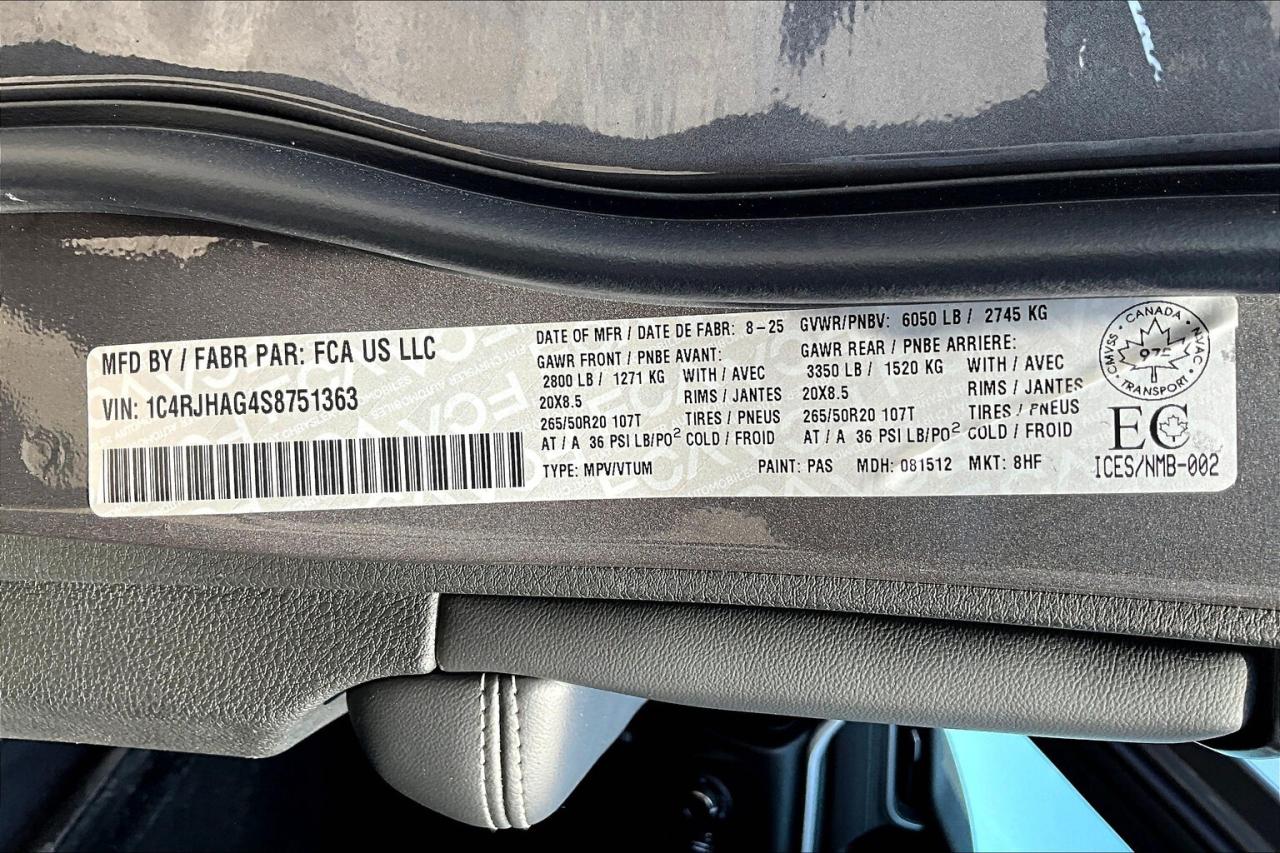 MFD BY / FABR PAR: FCA US LLC
VIN: 1C4RJHAG4S8751363
DATE OF MFR / DATE DE FABR: 8-25 GVWR/PNBV: 6050 LB / 2745 KG
GAWR FRONT / PNBE AVANT: GAWR REAR / PNBE ARRIERE:
2800 LB / 1271 KG WITH / AVEC 3350 LB / 1520 KG WITH / AVEC
20X8.5 RIMS / JANTES 20X8.5 RIMS / JANTES
265/50R20 107T TIRES / PNEUS 265/50R20 107T TIRES / PNEUS
AT / A 36 PSI LB/PO² COLD / FROID AT / A 36 PSI LB/PO² COLD / FROID
TYPE: MPV/VTUM PAINT: PAS MDH: 081512 MKT: 8HF
CANADA
CMVSS 975 NVAC
TRANSPORT
EC
ICES/NMB-002